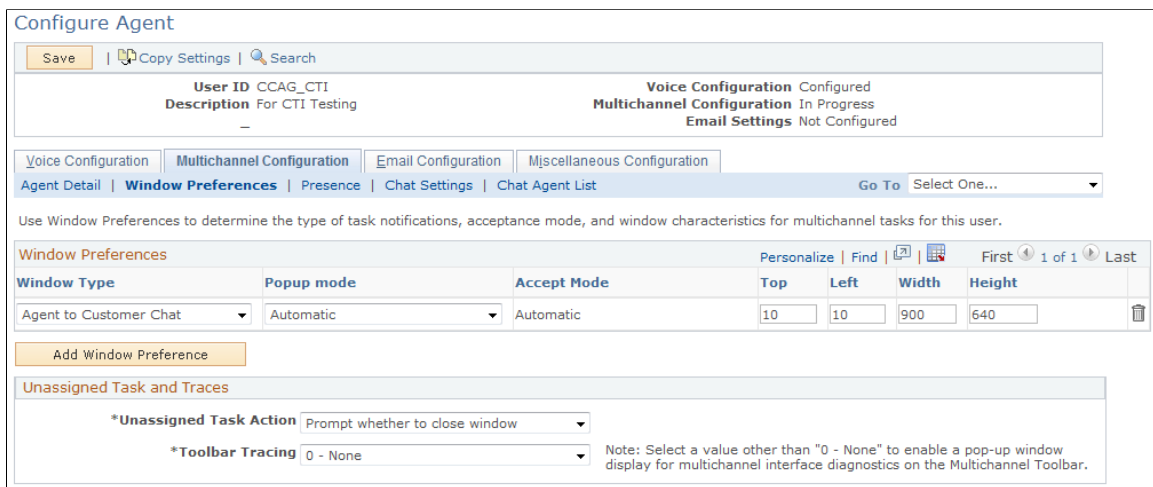 Configure Agent
Save | Copy Settings | Search
User ID CCAG_CTI Voice Configuration Configured
Description For CTI Testing Multichannel Configuration In Progress
_ Email Settings Not Configured
Voice Configuration Multichannel Configuration Email Configuration Miscellaneous Configuration
Agent Detail | Window Preferences | Presence | Chat Settings | Chat Agent List Go To Select One...
Use Window Preferences to determine the type of task notifications, acceptance mode, and window characteristics for multichannel tasks for this user.
Window Preferences Personalize | Find | | First 1 of 1 Last
Window Type Popup mode Accept Mode Top Left Width Height
Agent to Customer Chat Automatic Automatic 10 10 900 640
Add Window Preference
Unassigned Task and Traces
*Unassigned Task Action Prompt whether to close window
*Toolbar Tracing 0 - None Note: Select a value other than "0 - None" to enable a pop-up window
display for multichannel interface diagnostics on the Multichannel Toolbar.